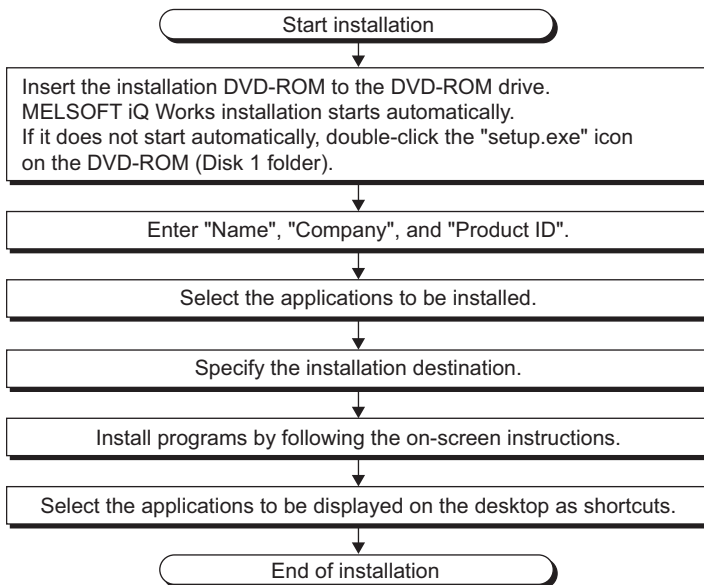 Start installation
Insert the installation DVD-ROM to the DVD-ROM drive.
MELSOFT iQ Works installation starts automatically.
If it does not start automatically, double-click the "setup.exe" icon
on the DVD-ROM (Disk 1 folder).
Enter "Name", "Company", and "Product ID".
Select the applications to be installed.
Specify the installation destination.
Install programs by following the on-screen instructions.
Select the applications to be displayed on the desktop as shortcuts.
End of installation